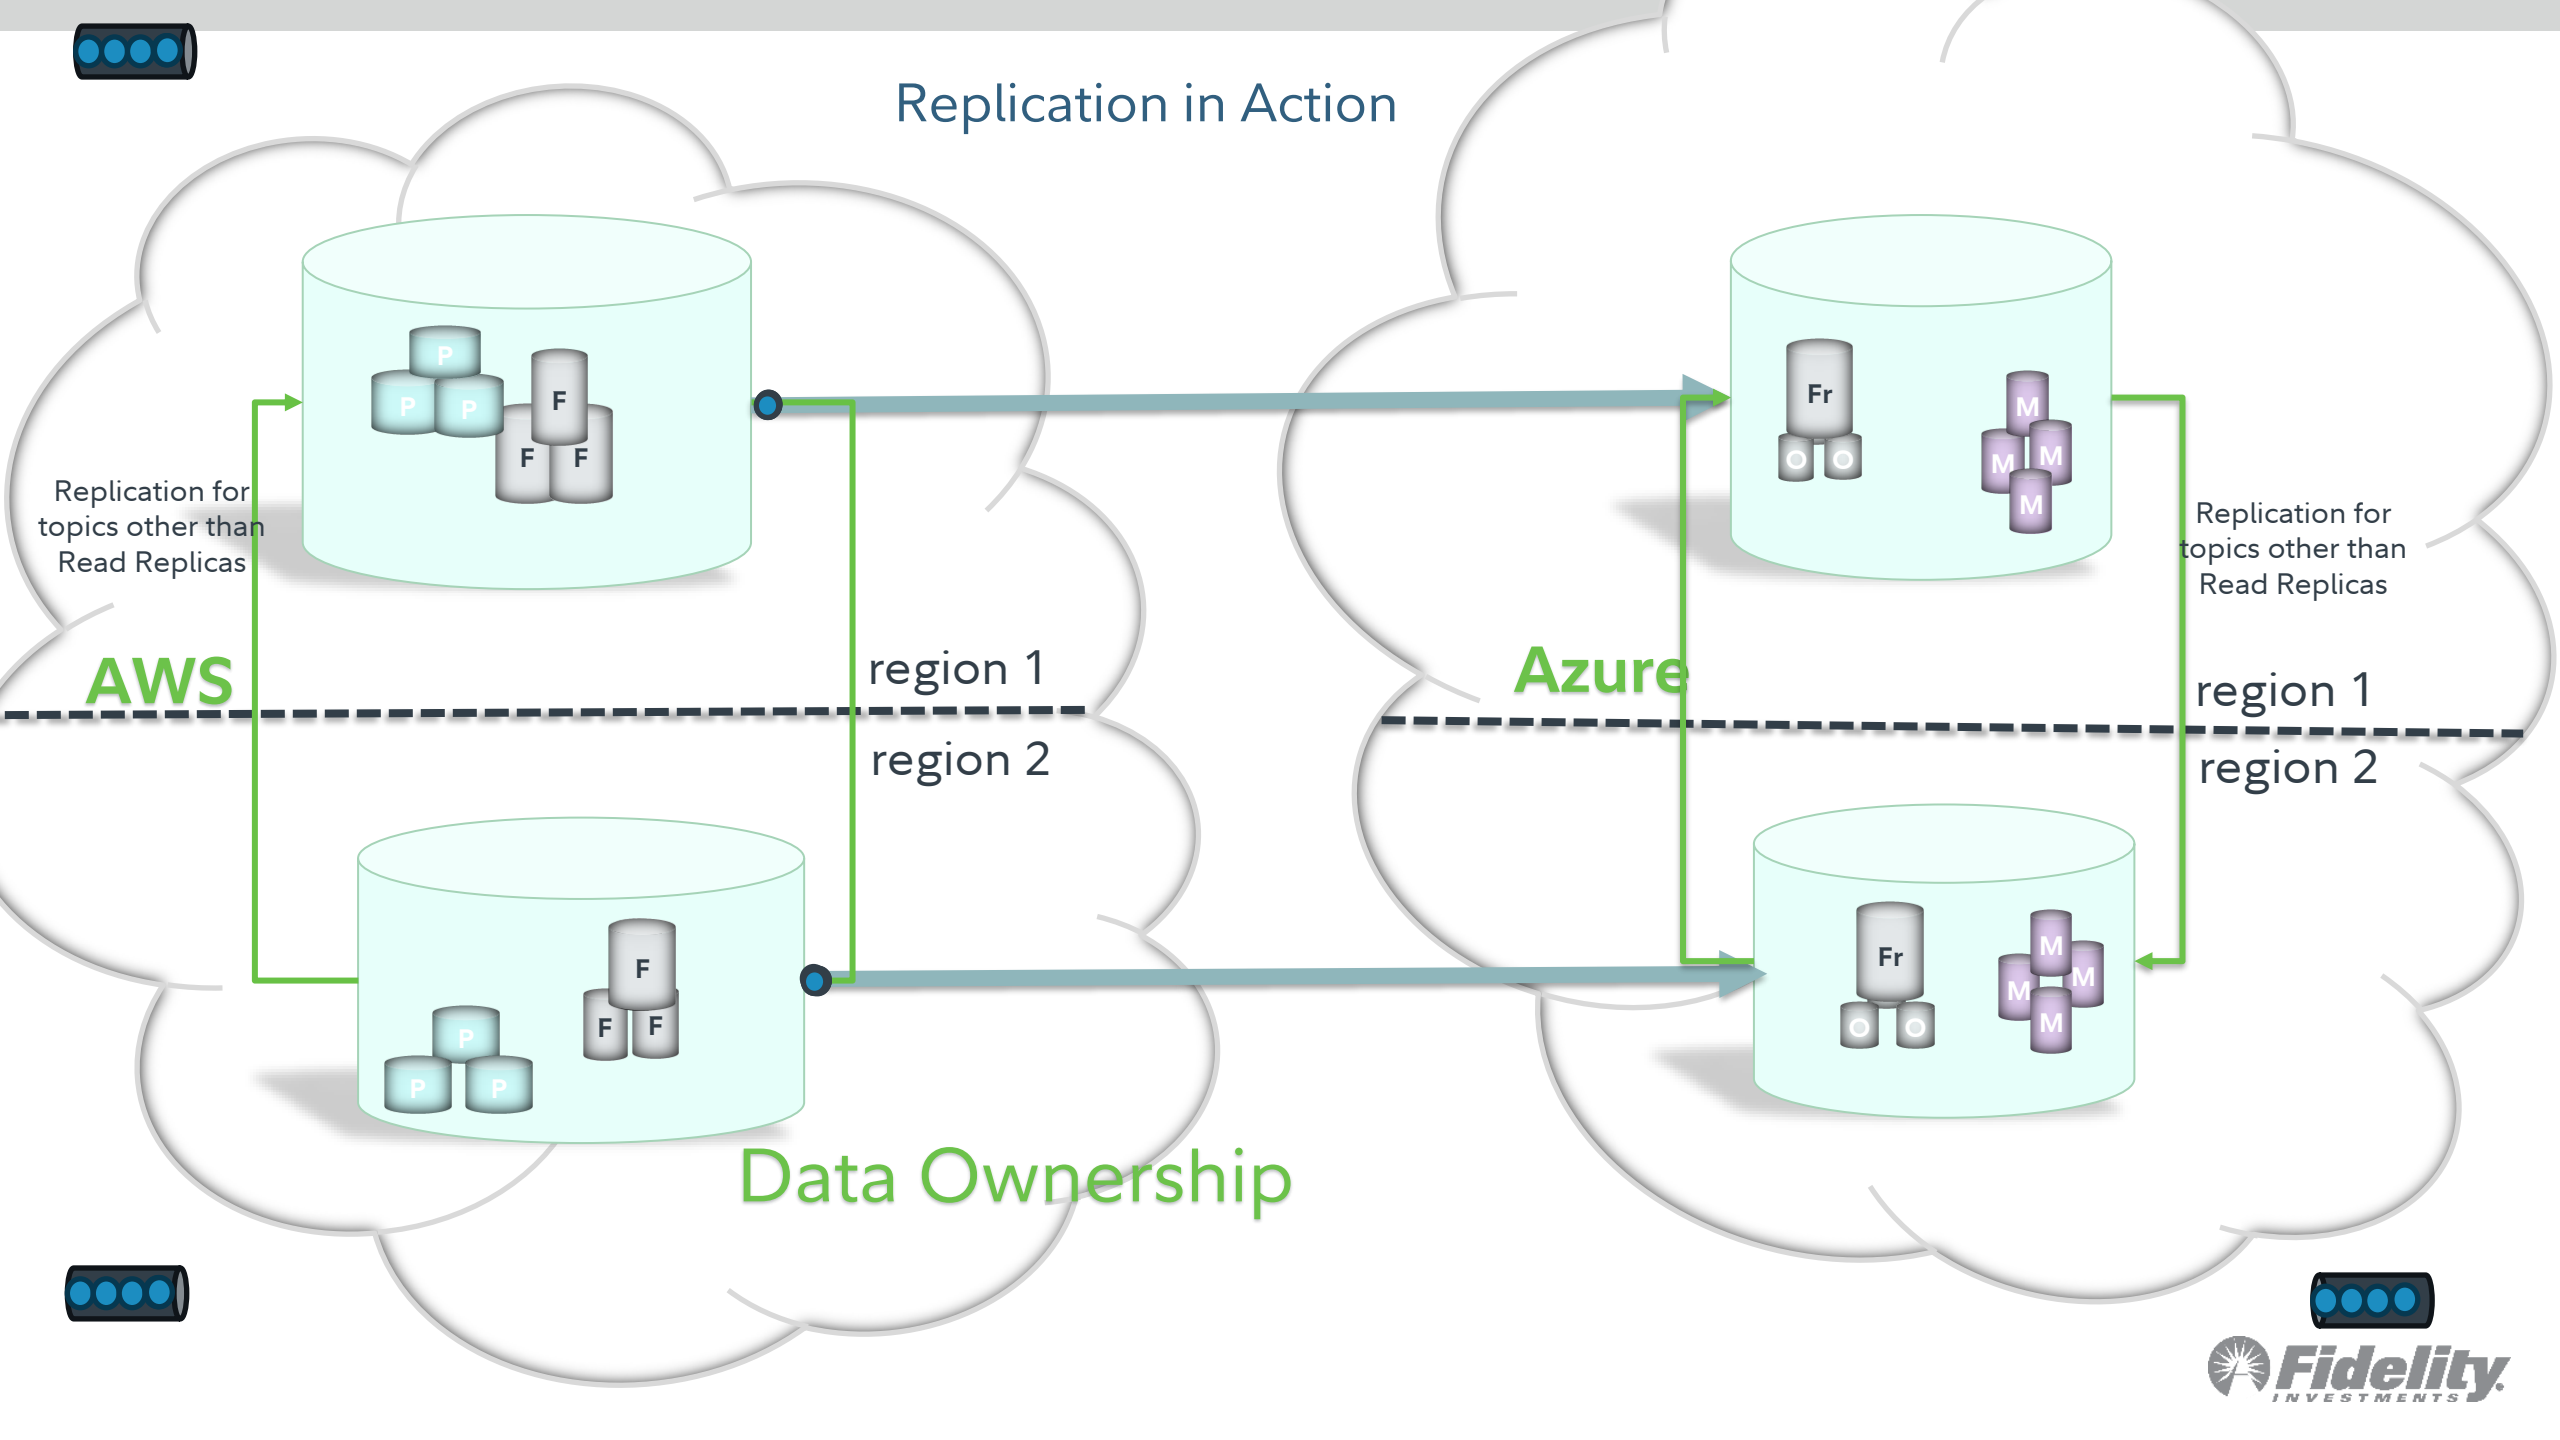 Replication in Action
P
P
P
F
F
F
Fr
O
O
M
M
M
M
Replication for
topics other than
Read Replicas
Replication for
topics other than
Read Replicas
AWS
region 1
region 2
Azure
region 1
region 2
F
F
F
P
P
P
Fr
O
O
M
M
M
M
Data Ownership
Fidelity
INVESTMENTS